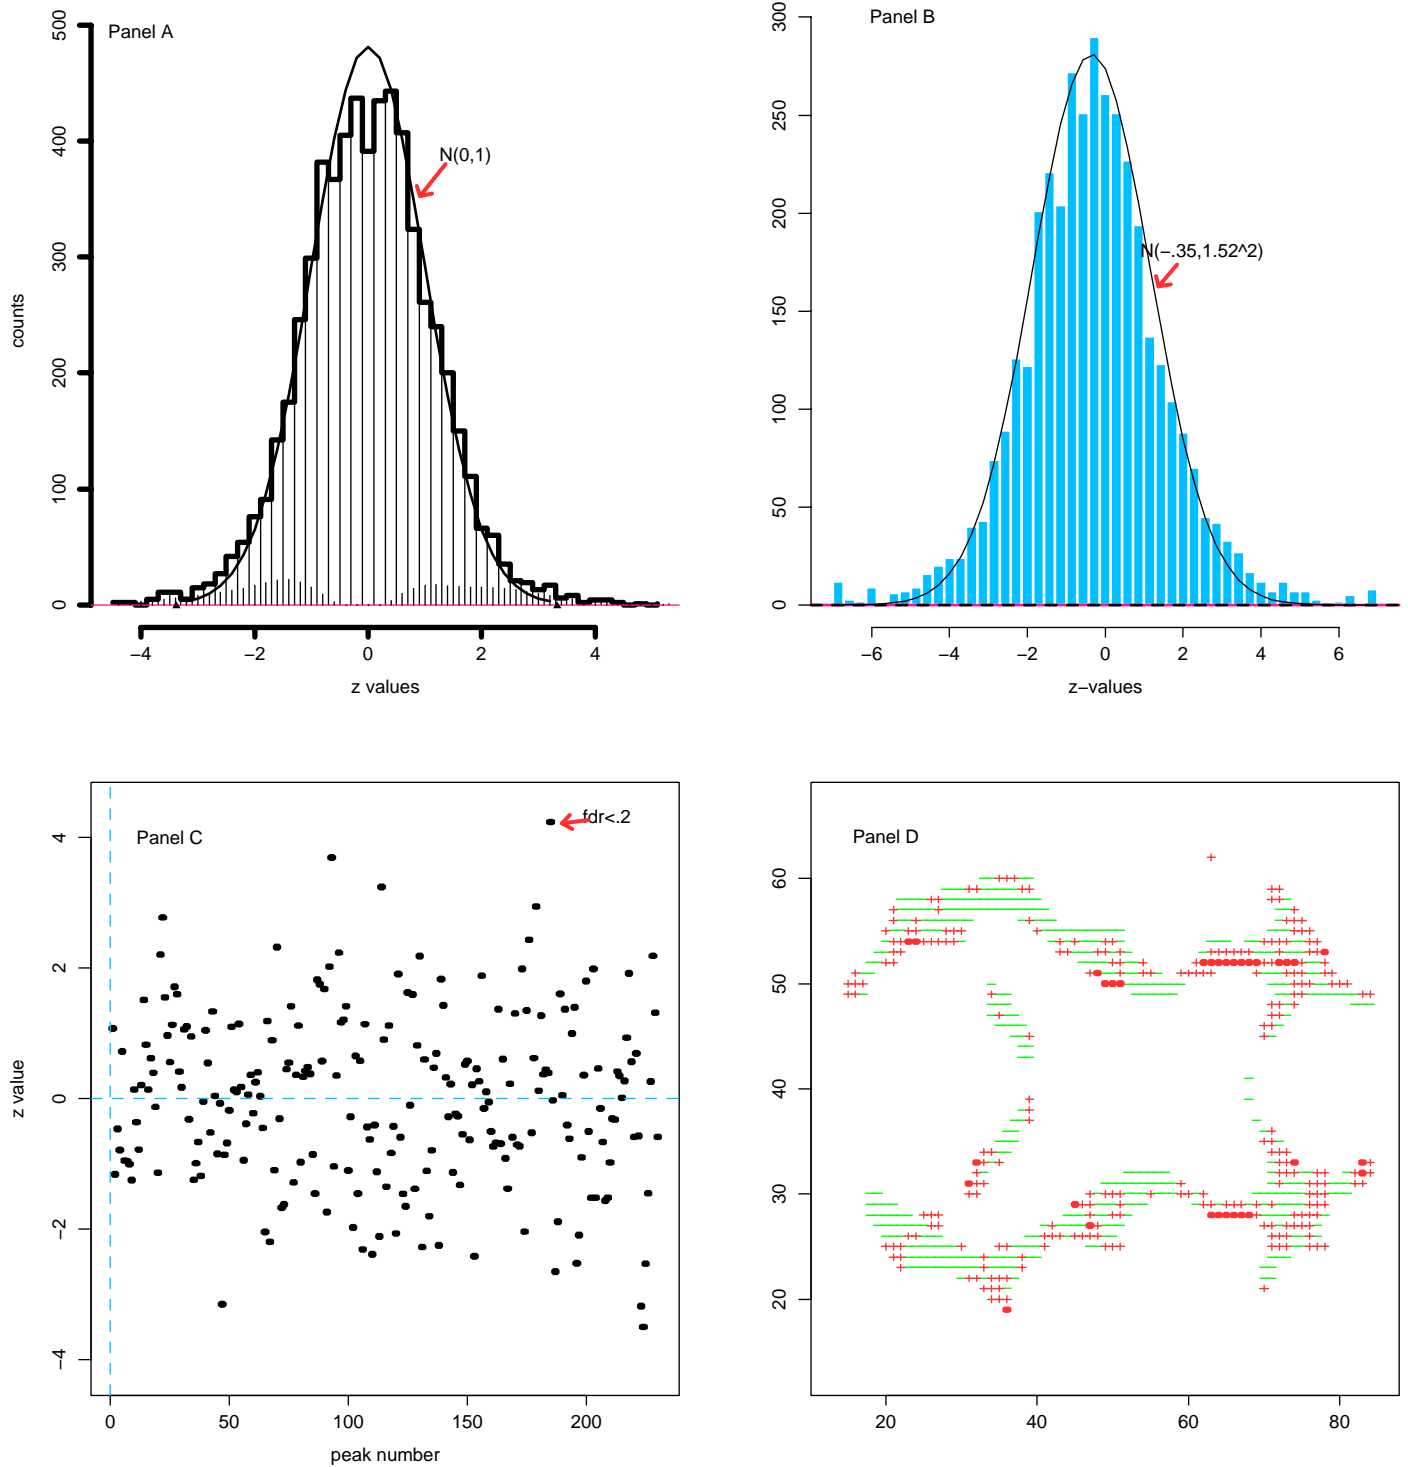 Panel A
counts
0 100 200 300 400 500
N(0,1)
−4 −2 0 2 4
z values
Panel B
0 50 100 150 200 250 300
N(−.35,1.52^2)
−6 −4 −2 0 2 4 6
z−values
Panel C
z value
−4 −2 0 2 4
fdr<.2
0 50 100 150 200
peak number
Panel D
20 30 40 50 60
20 40 60 80